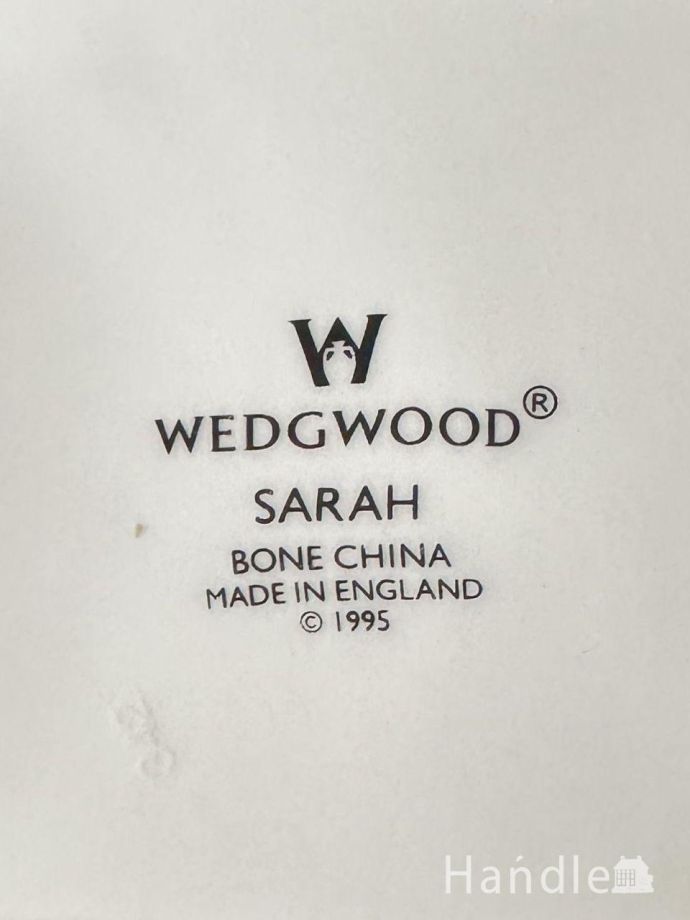 W
WEDGWOOD®
SARAH
BONE CHINA
MADE IN ENGLAND
© 1995
Handle